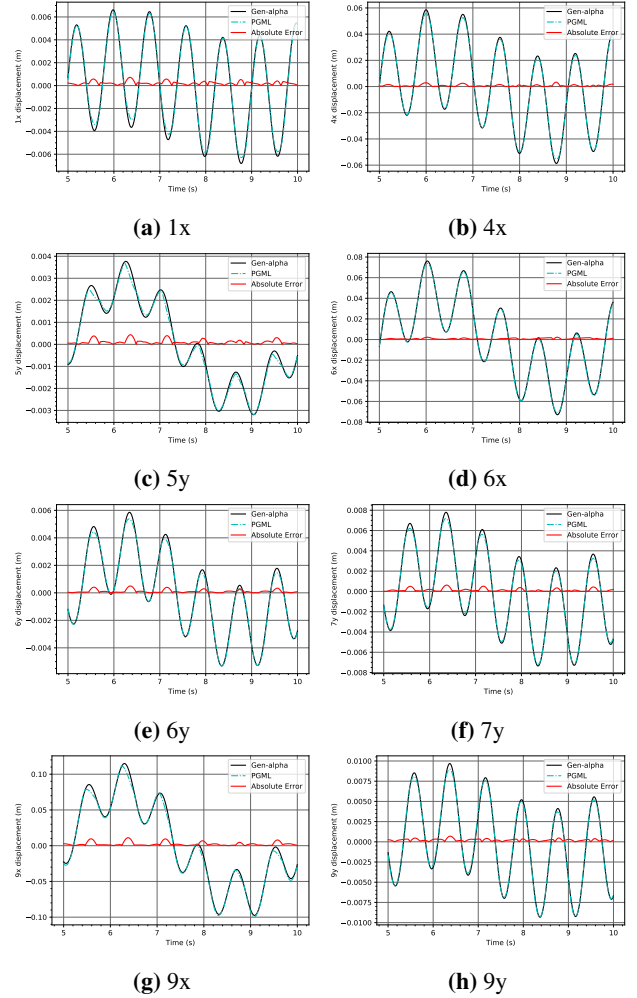 0.006
0.004
0.002
0.000
−0.002
−0.004
−0.006
1x displacement (m)
5 6 7 8 9 10
Time (s)
Gen-alpha
PGML
Absolute Error
(a) 1x
0.06
0.04
0.02
0.00
−0.02
−0.04
−0.06
4x displacement (m)
5 6 7 8 9 10
Time (s)
Gen-alpha
PGML
Absolute Error
(b) 4x
0.004
0.003
0.002
0.001
0.000
−0.001
−0.002
−0.003
5y displacement (m)
5 6 7 8 9 10
Time (s)
Gen-alpha
PGML
Absolute Error
(c) 5y
0.08
0.06
0.04
0.02
0.00
−0.02
−0.04
−0.06
−0.08
6x displacement (m)
5 6 7 8 9 10
Time (s)
Gen-alpha
PGML
Absolute Error
(d) 6x
0.006
0.004
0.002
0.000
−0.002
−0.004
6y displacement (m)
5 6 7 8 9 10
Time (s)
Gen-alpha
PGML
Absolute Error
(e) 6y
0.008
0.006
0.004
0.002
0.000
−0.002
−0.004
−0.006
−0.008
7y displacement (m)
5 6 7 8 9 10
Time (s)
Gen-alpha
PGML
Absolute Error
(f) 7y
0.10
0.05
0.00
−0.05
−0.10
9x displacement (m)
5 6 7 8 9 10
Time (s)
Gen-alpha
PGML
Absolute Error
(g) 9x
0.0100
0.0075
0.0050
0.0025
0.0000
−0.0025
−0.0050
−0.0075
−0.0100
9y displacement (m)
5 6 7 8 9 10
Time (s)
Gen-alpha
PGML
Absolute Error
(h) 9y